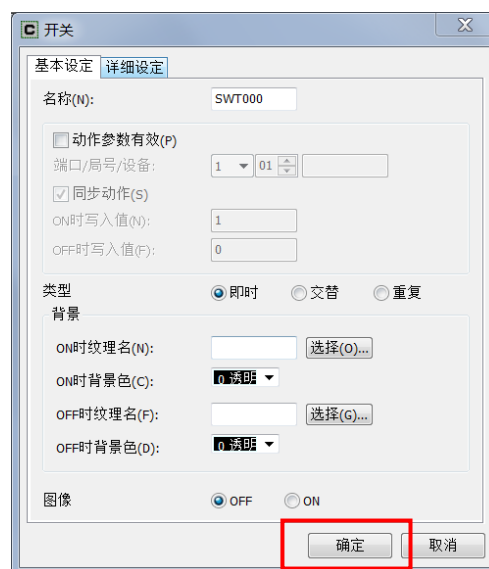 C 开关
基本设定 详细设定
名称(N): SWT000
动作参数有效(P)
端口/局号/设备: 1 01
同步动作(S)
ON时写入值(N): 1
OFF时写入值(F): 0
类型 即时 交替 重复
背景
ON时纹理名(N): 选择(O)...
ON时背景色(C): 0 透明
OFF时纹理名(F): 选择(G)...
OFF时背景色(D): 0 透明
图像 OFF ON
确定 取消